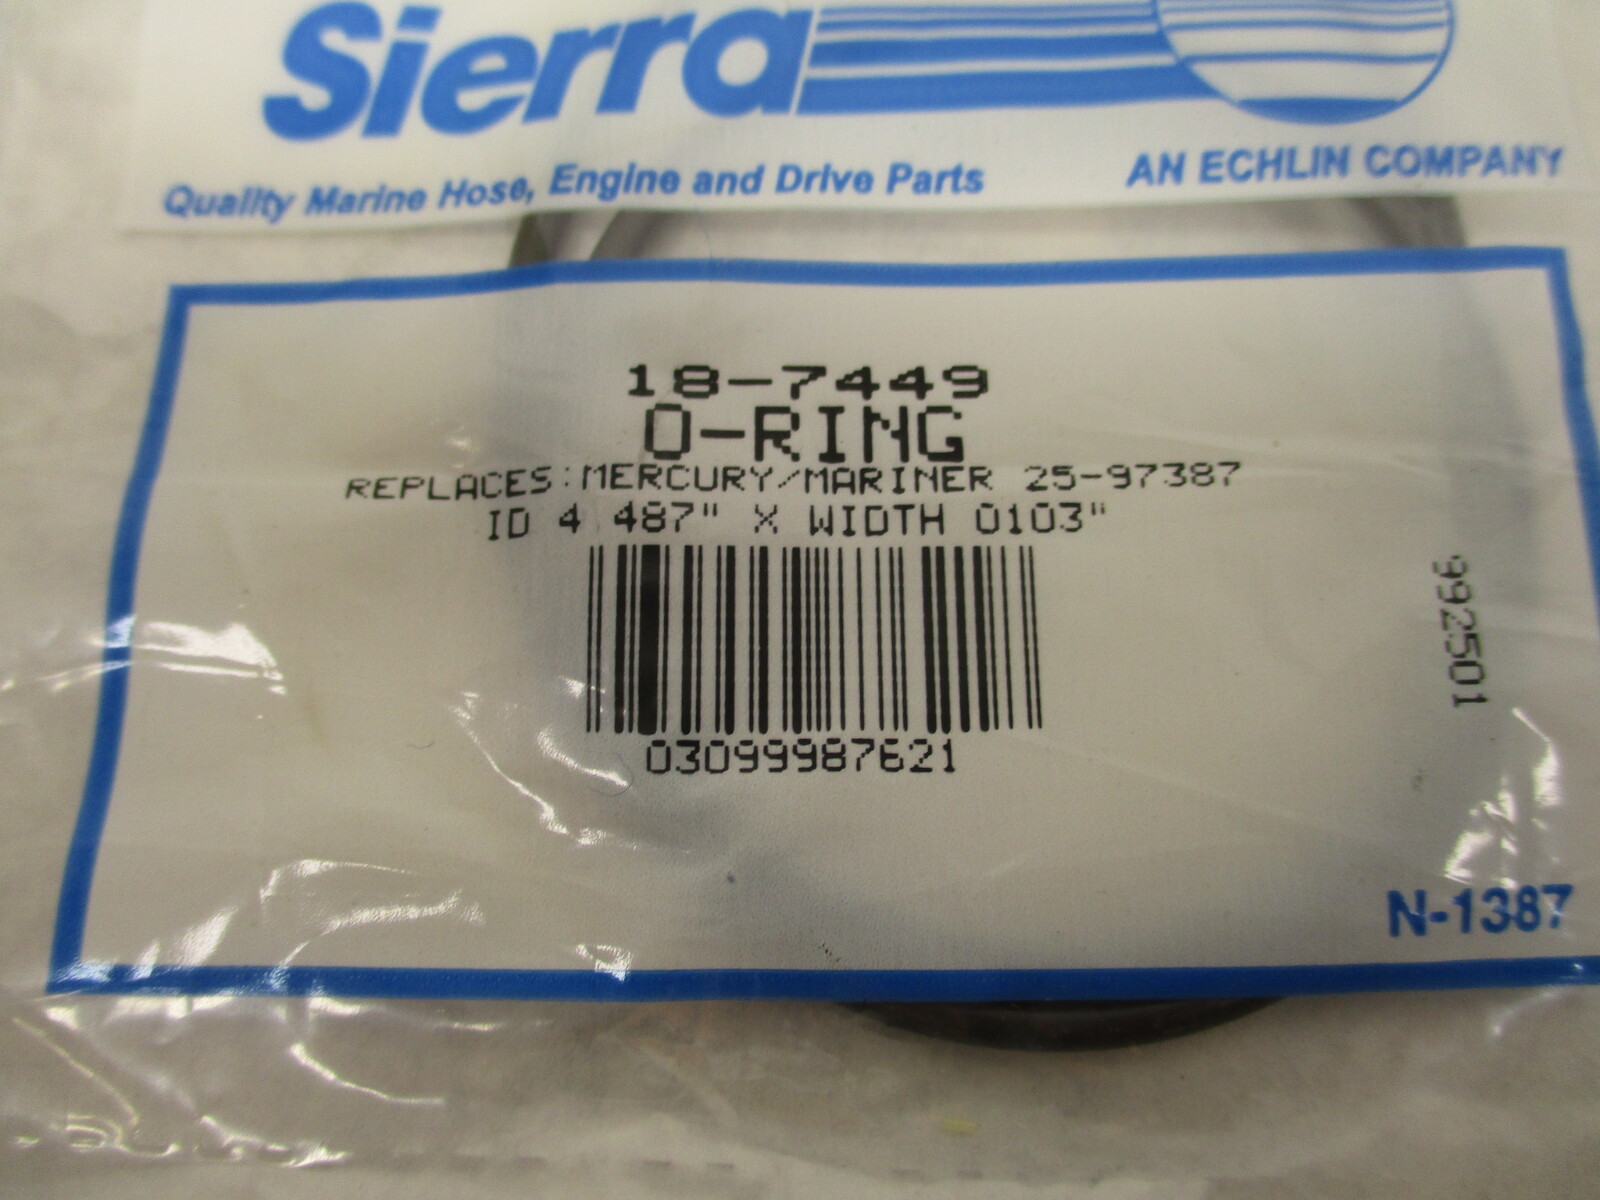 Sierra
Quality Marine Hose, Engine and Drive Parts
AN ECHLIN COMPANY
18-7449
O-RING
REPLACES:MERCURY/MARINER 25-97387
ID 4 487" X WIDTH 0103"
03099987621
992501
N-1387